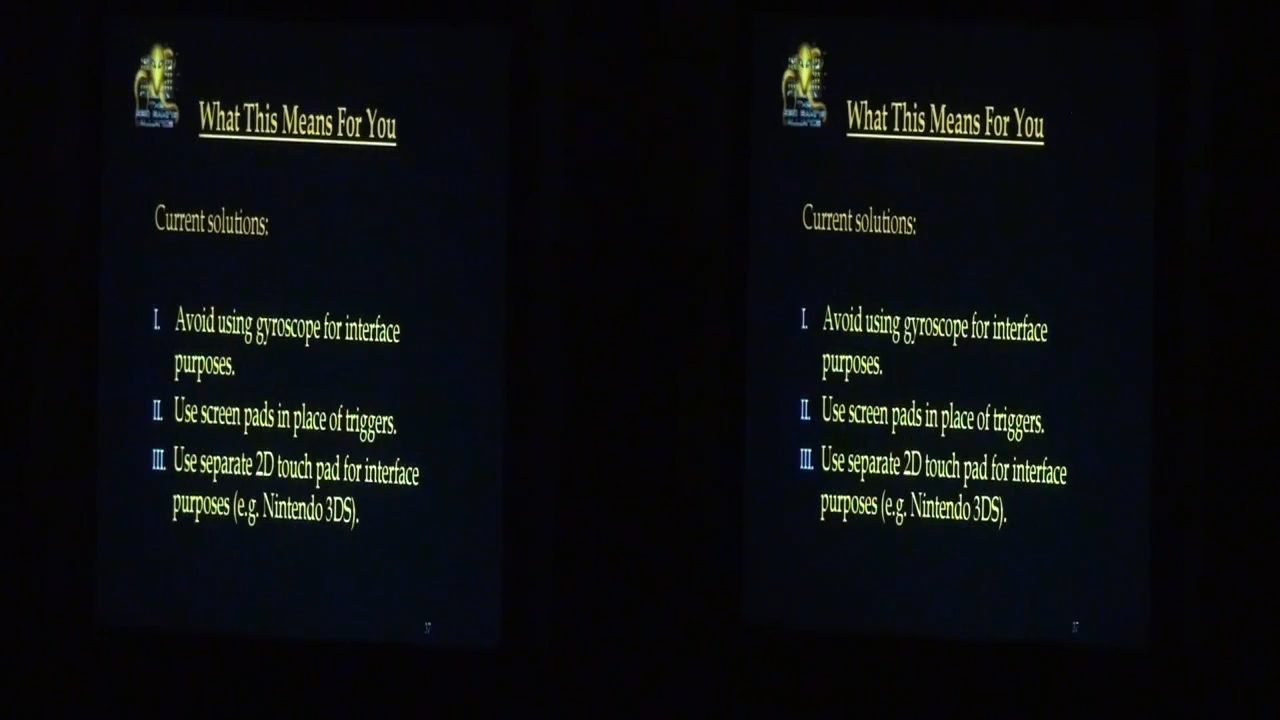 What This Means For You
Current solutions:
I. Avoid using gyroscope for interface
purposes.
II. Use screen pads in place of triggers.
III. Use separate 2D touch pad for interface
purposes (e.g. Nintendo 3DS).
37
What This Means For You
Current solutions:
I. Avoid using gyroscope for interface
purposes.
II. Use screen pads in place of triggers.
III. Use separate 2D touch pad for interface
purposes (e.g. Nintendo 3DS).
37